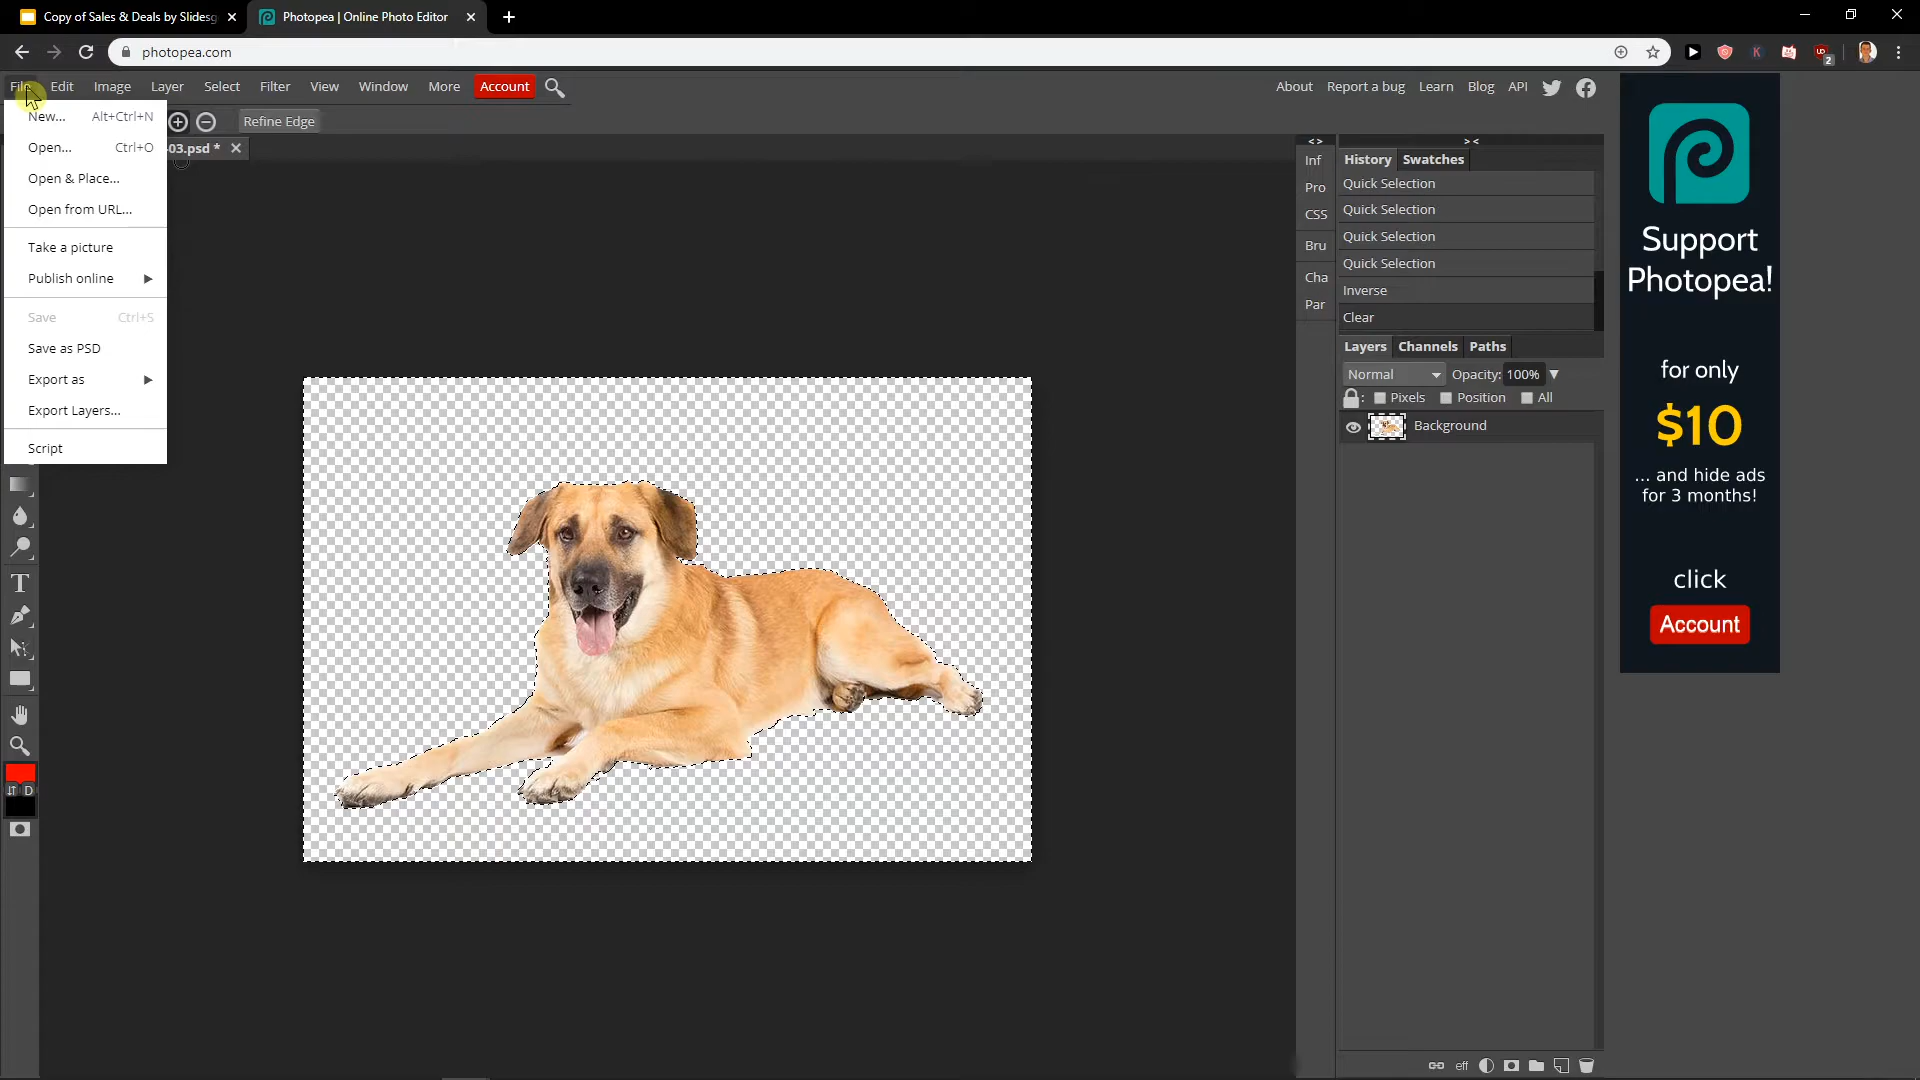 Copy of Sales & Deals by Slidesg
Photopea | Online Photo Editor
photopea.com
2
File Edit Image Layer Select Filter View Window More Account
About Report a bug Learn Blog API
Refine Edge
03.psd *
New... Alt+Ctrl+N
Open... Ctrl+O
Open & Place...
Open from URL...
Take a picture
Publish online
Save Ctrl+S
Save as PSD
Export as
Export Layers...
Script
T
D
< >
Inf
Pro
CSS
Bru
Cha
Par
> <
History Swatches
Quick Selection
Quick Selection
Quick Selection
Quick Selection
Inverse
Clear
Layers Channels Paths
Normal Opacity: 100%
: Pixels Position All
Background
eff
Support
Photopea!
for only
$10
... and hide ads
for 3 months!
click
Account